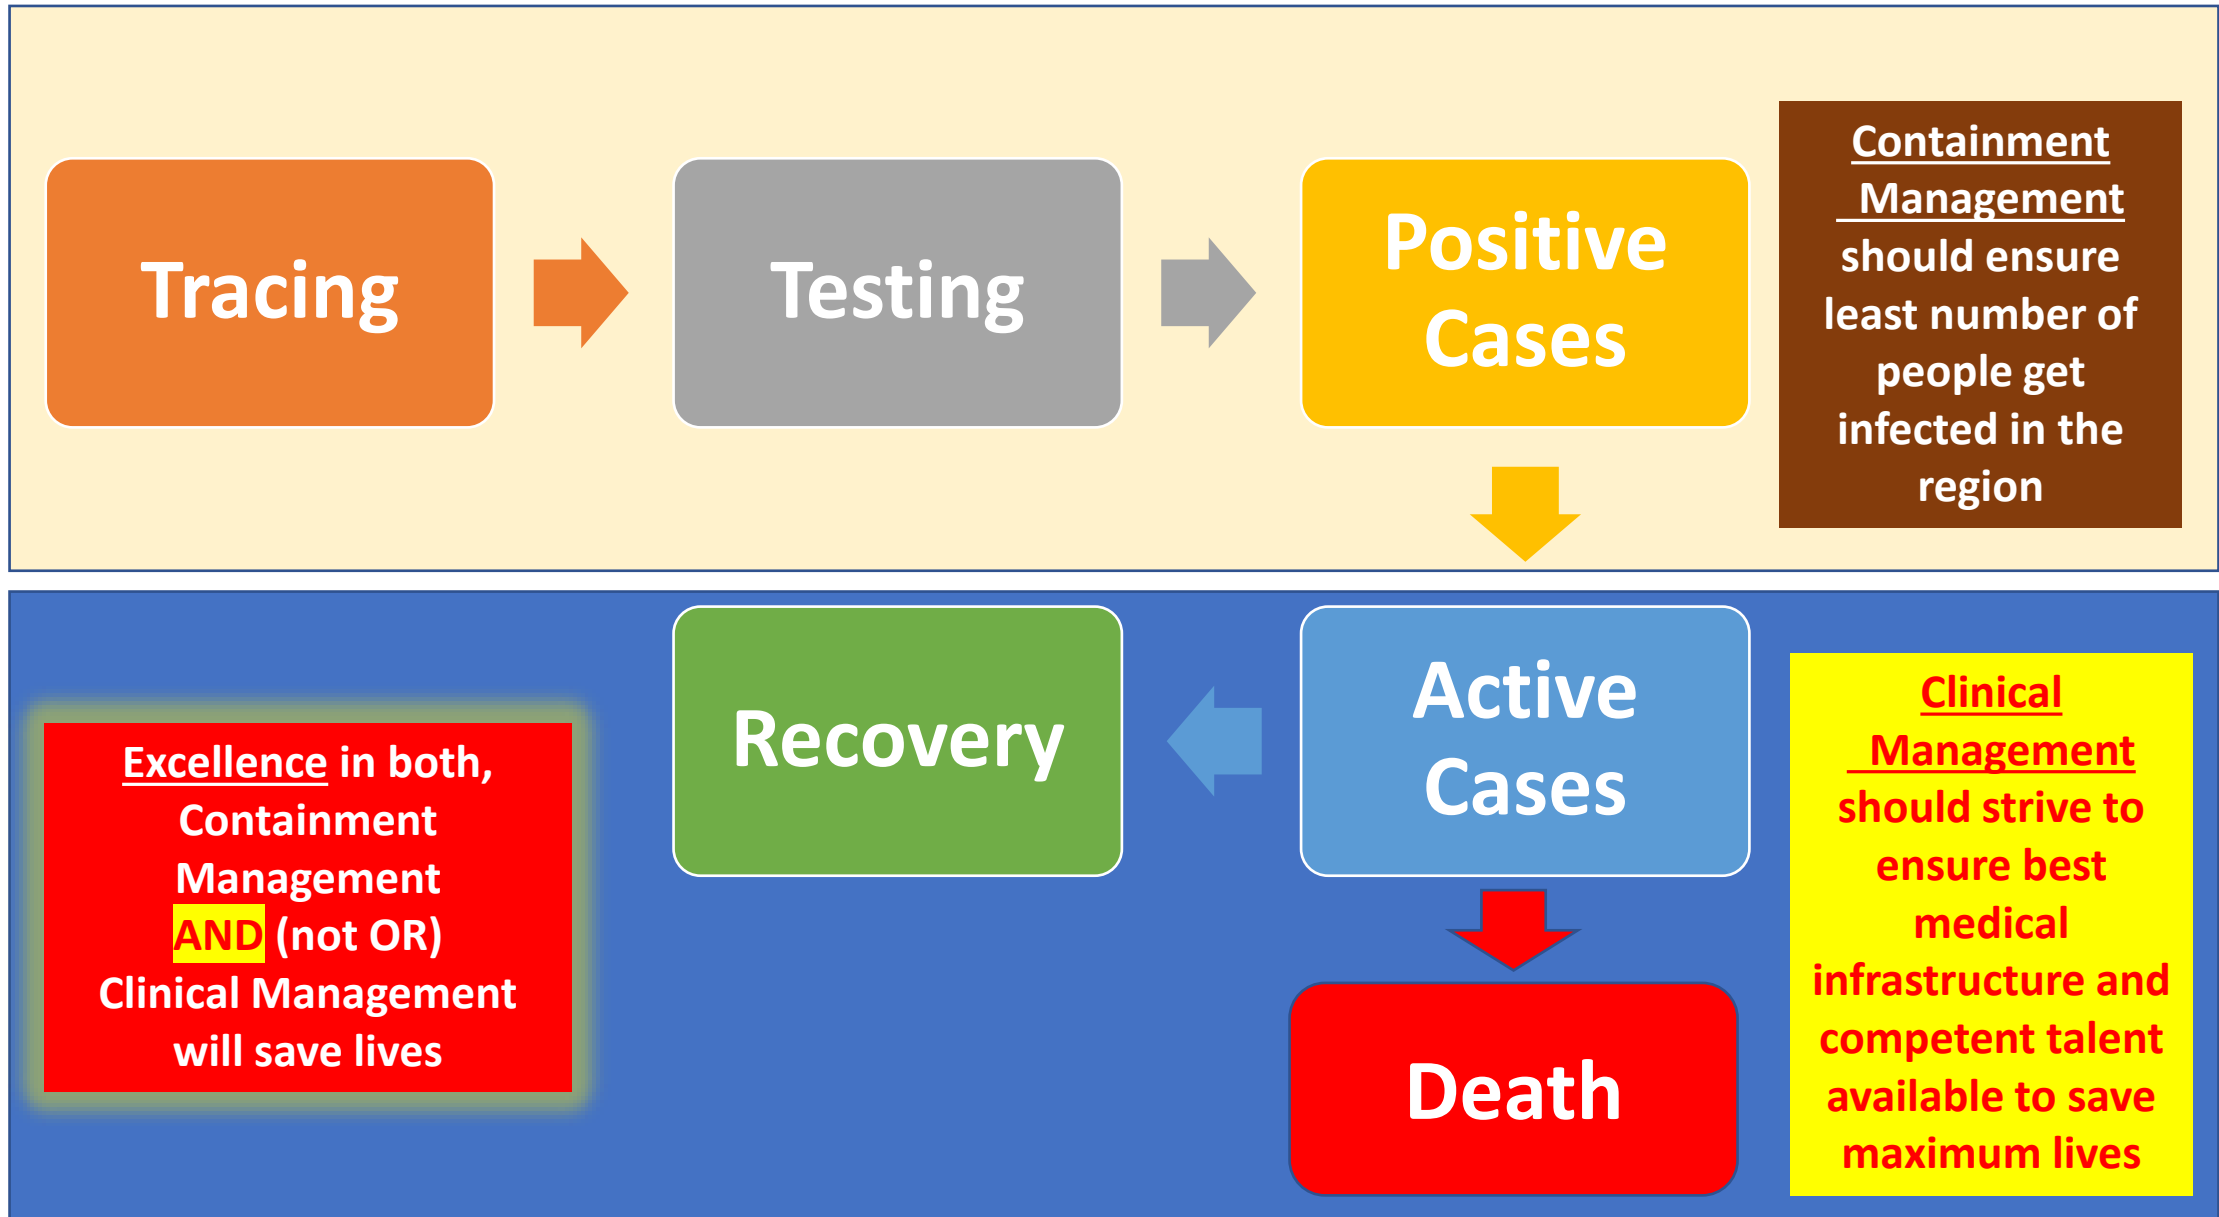 Tracing
Testing
Positive
Cases
Containment
Management
should ensure
least number of
people get
infected in the
region
Recovery
Active
Cases
Excellence in both,
Containment
Management
AND (not OR)
Clinical Management
will save lives
Death
Clinical
Management
should strive to
ensure best
medical
infrastructure and
competent talent
available to save
maximum lives